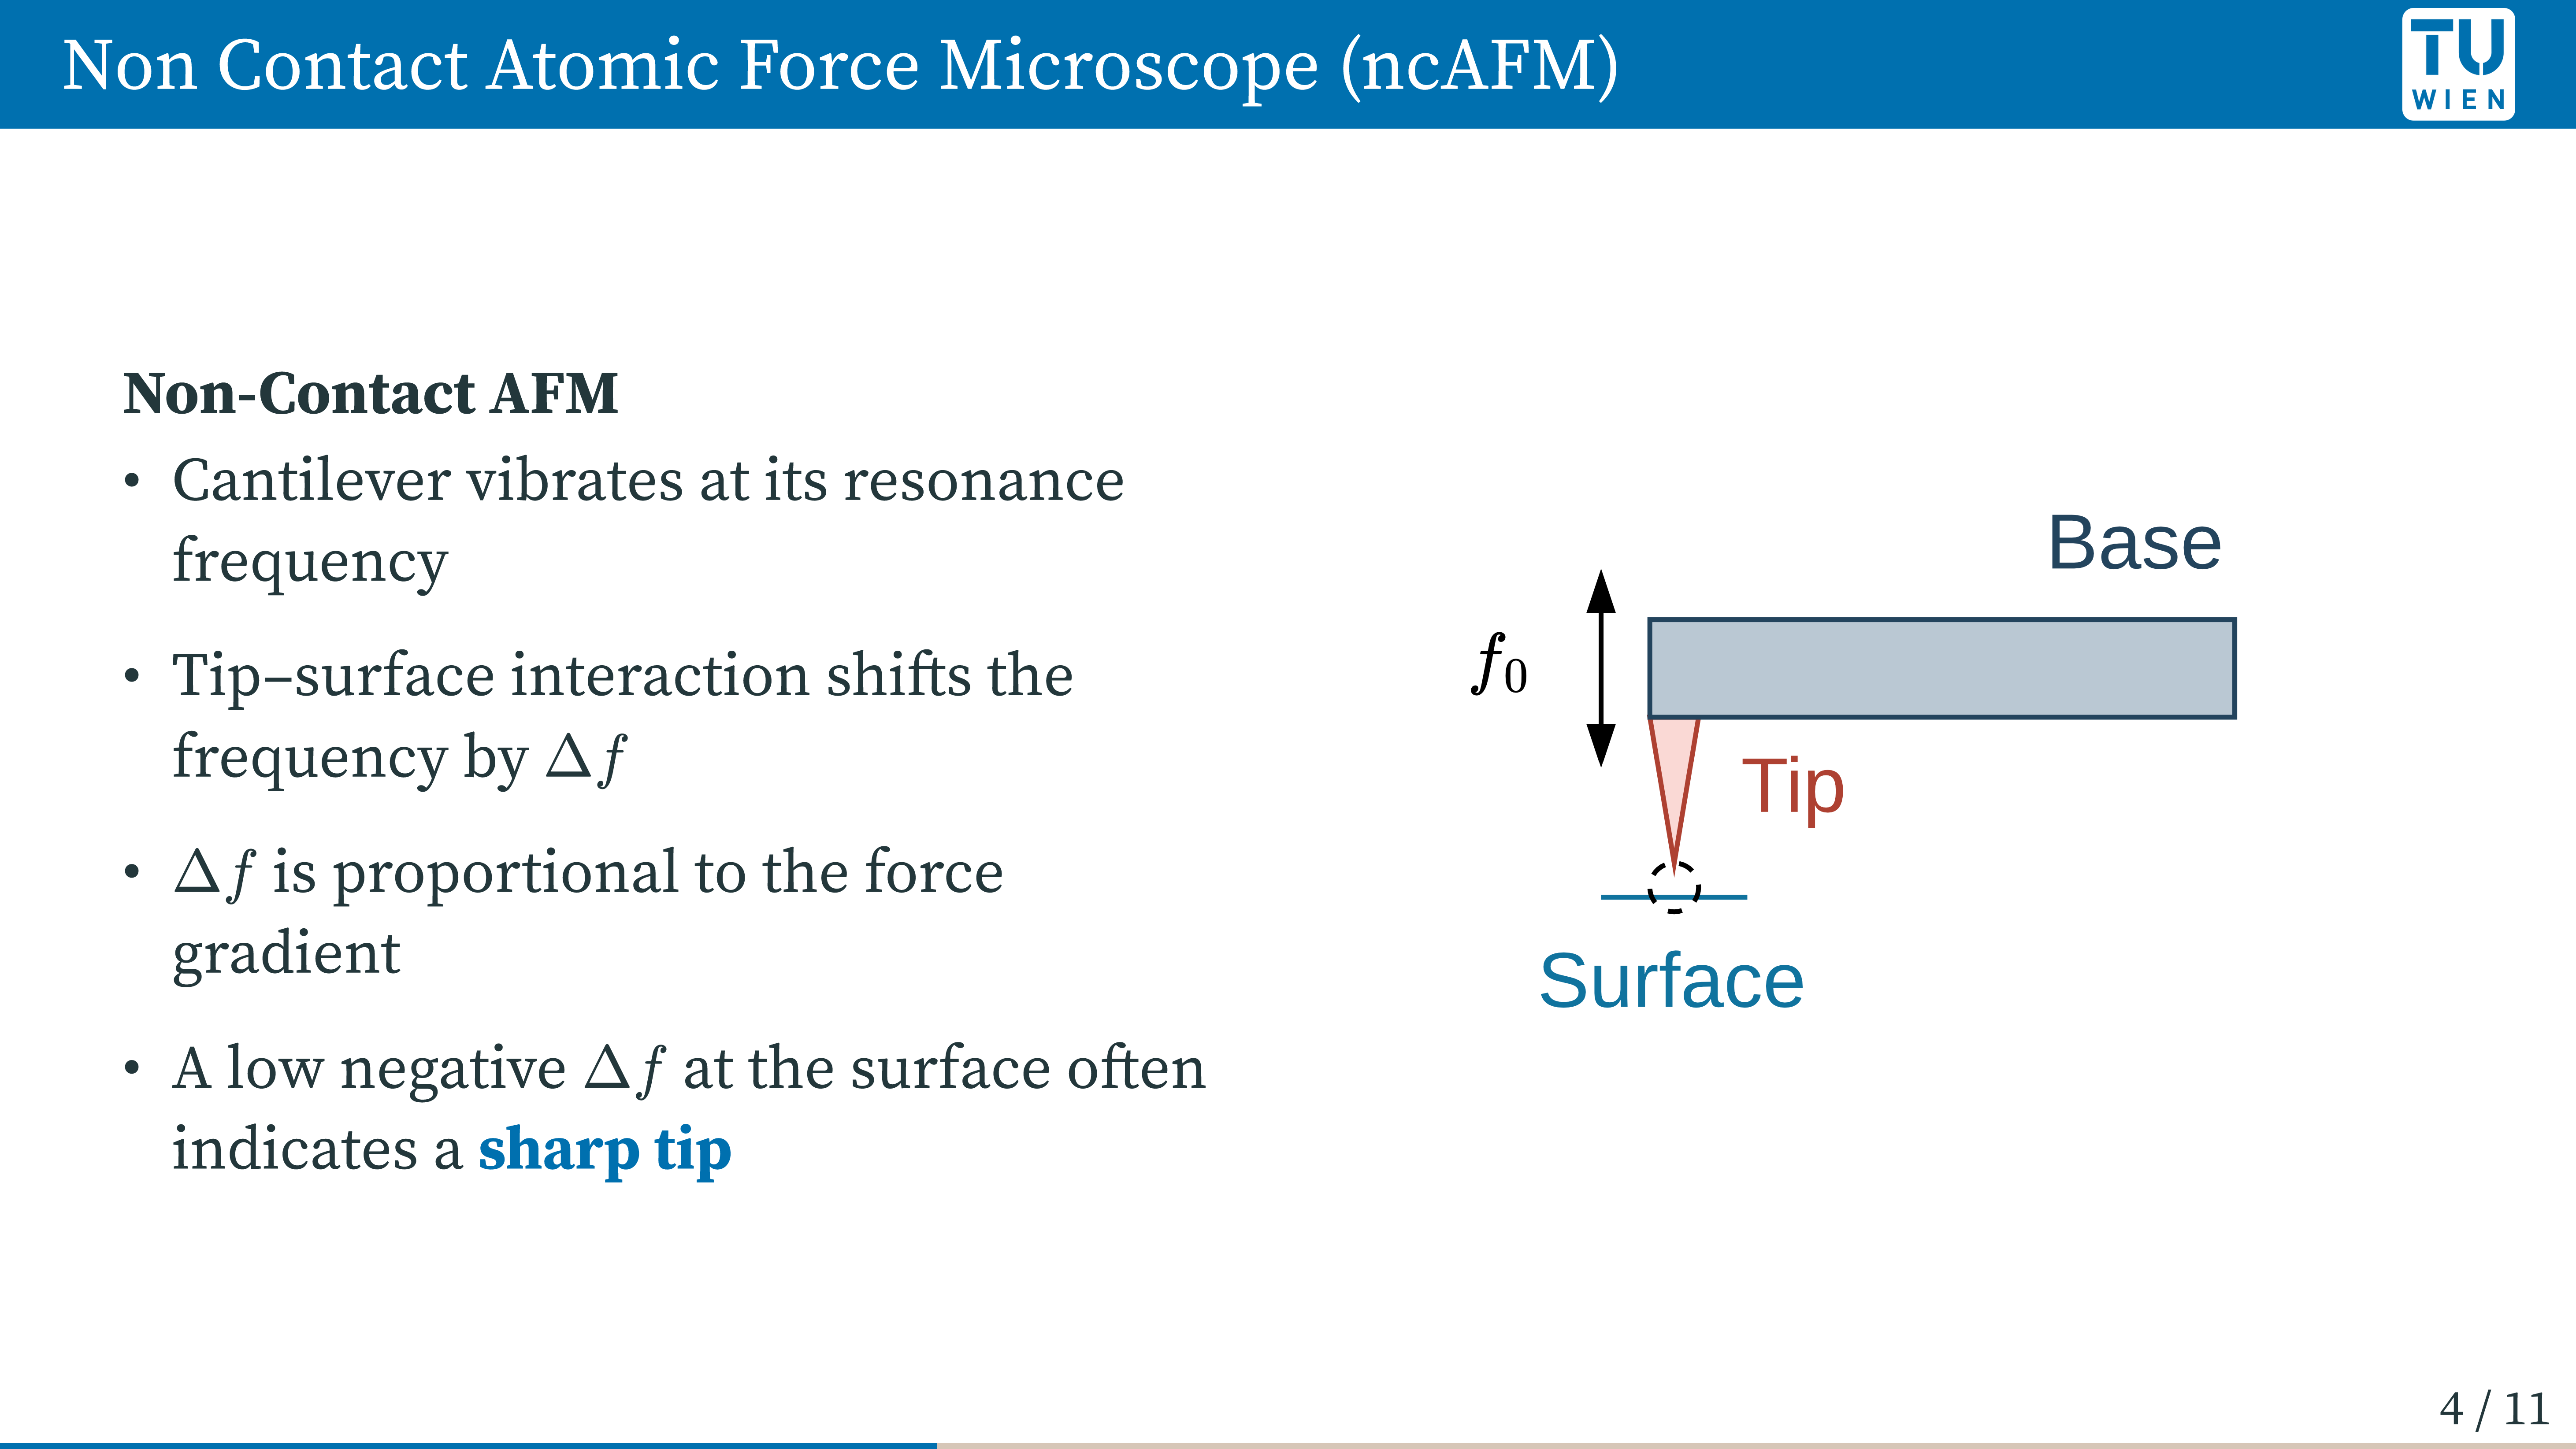 Non Contact Atomic Force Microscope (ncAFM)
TU
WIEN
Non-Contact AFM
• Cantilever vibrates at its resonance
frequency
• Tip–surface interaction shifts the
frequency by Δf
• Δf is proportional to the force
gradient
• A low negative Δf at the surface often
indicates a sharp tip
Base
f₀
Tip
Surface
4 / 11